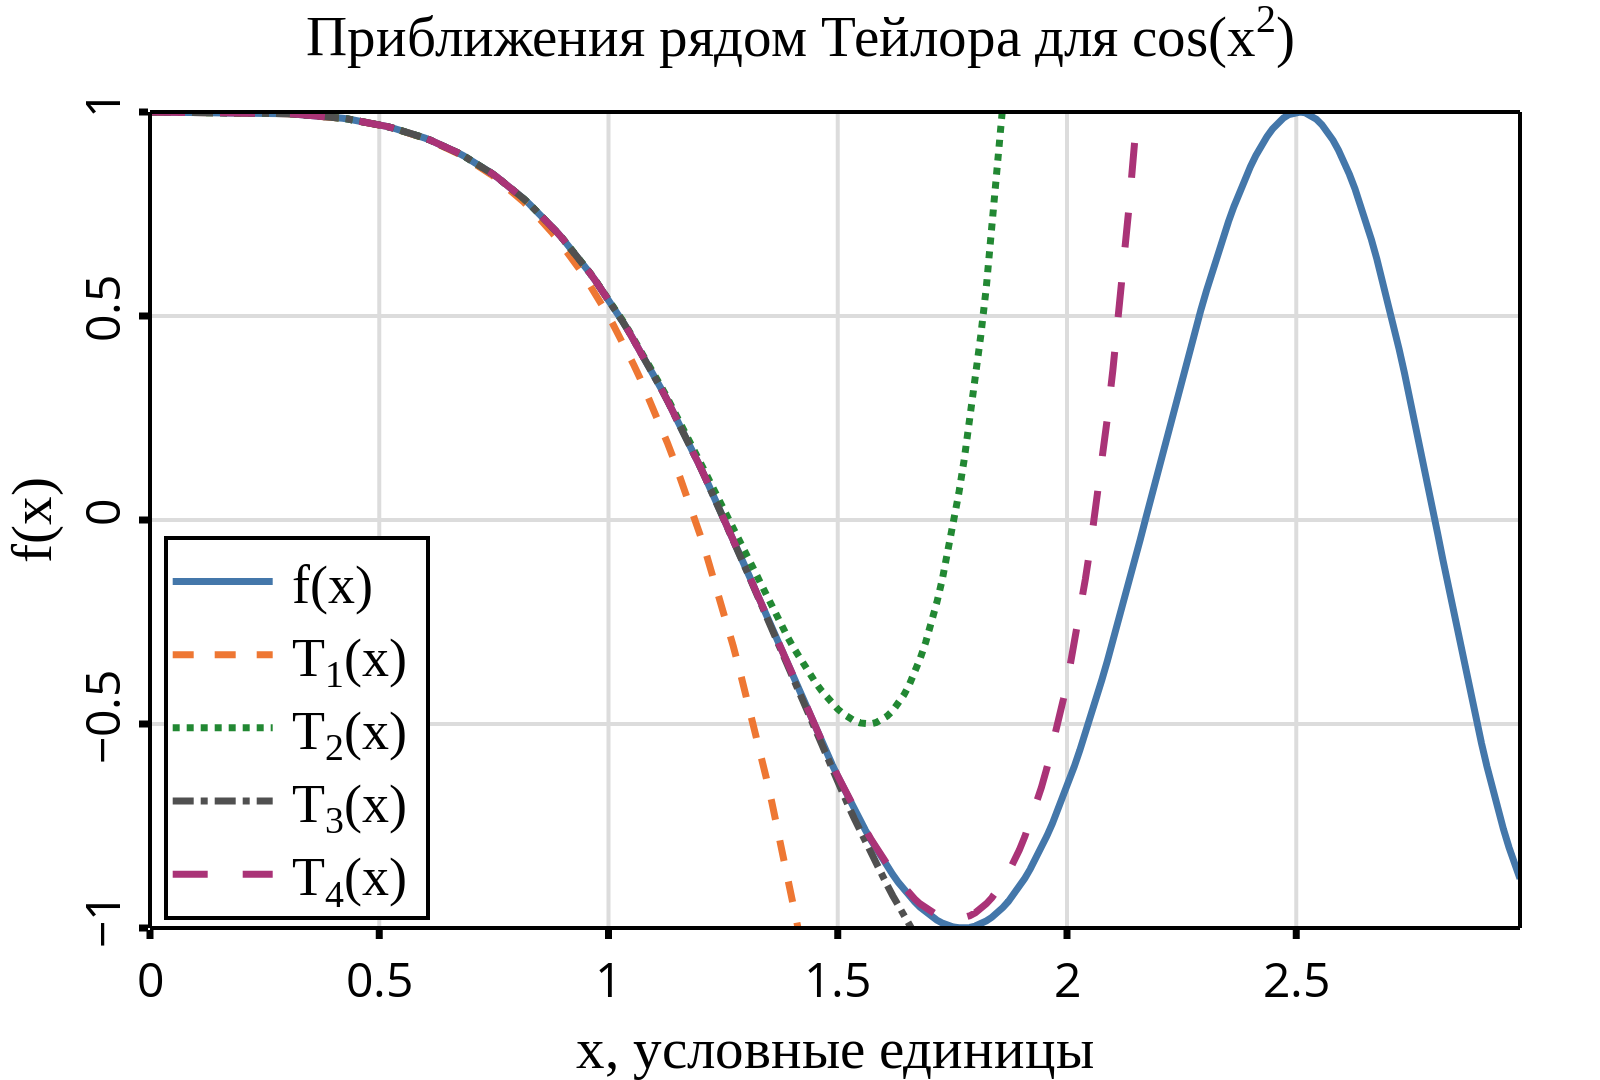 Приближения рядом Тейлора для cos(x²)
f(x)
1
0.5
0
−0.5
−1
f(x)
T₁(x)
T₂(x)
T₃(x)
T₄(x)
0 0.5 1 1.5 2 2.5
x, условные единицы